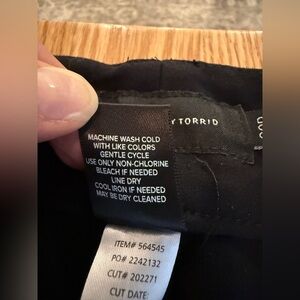 Y TORRID
MACHINE WASH COLD
WITH LIKE COLORS
GENTLE CYCLE
USE ONLY NON-CHLORINE
BLEACH IF NEEDED
LINE DRY
COOL IRON IF NEEDED
MAY BE DRY CLEANED
ITEM# 564545
PO# 2242132
CUT# 202271
CUT DATE: